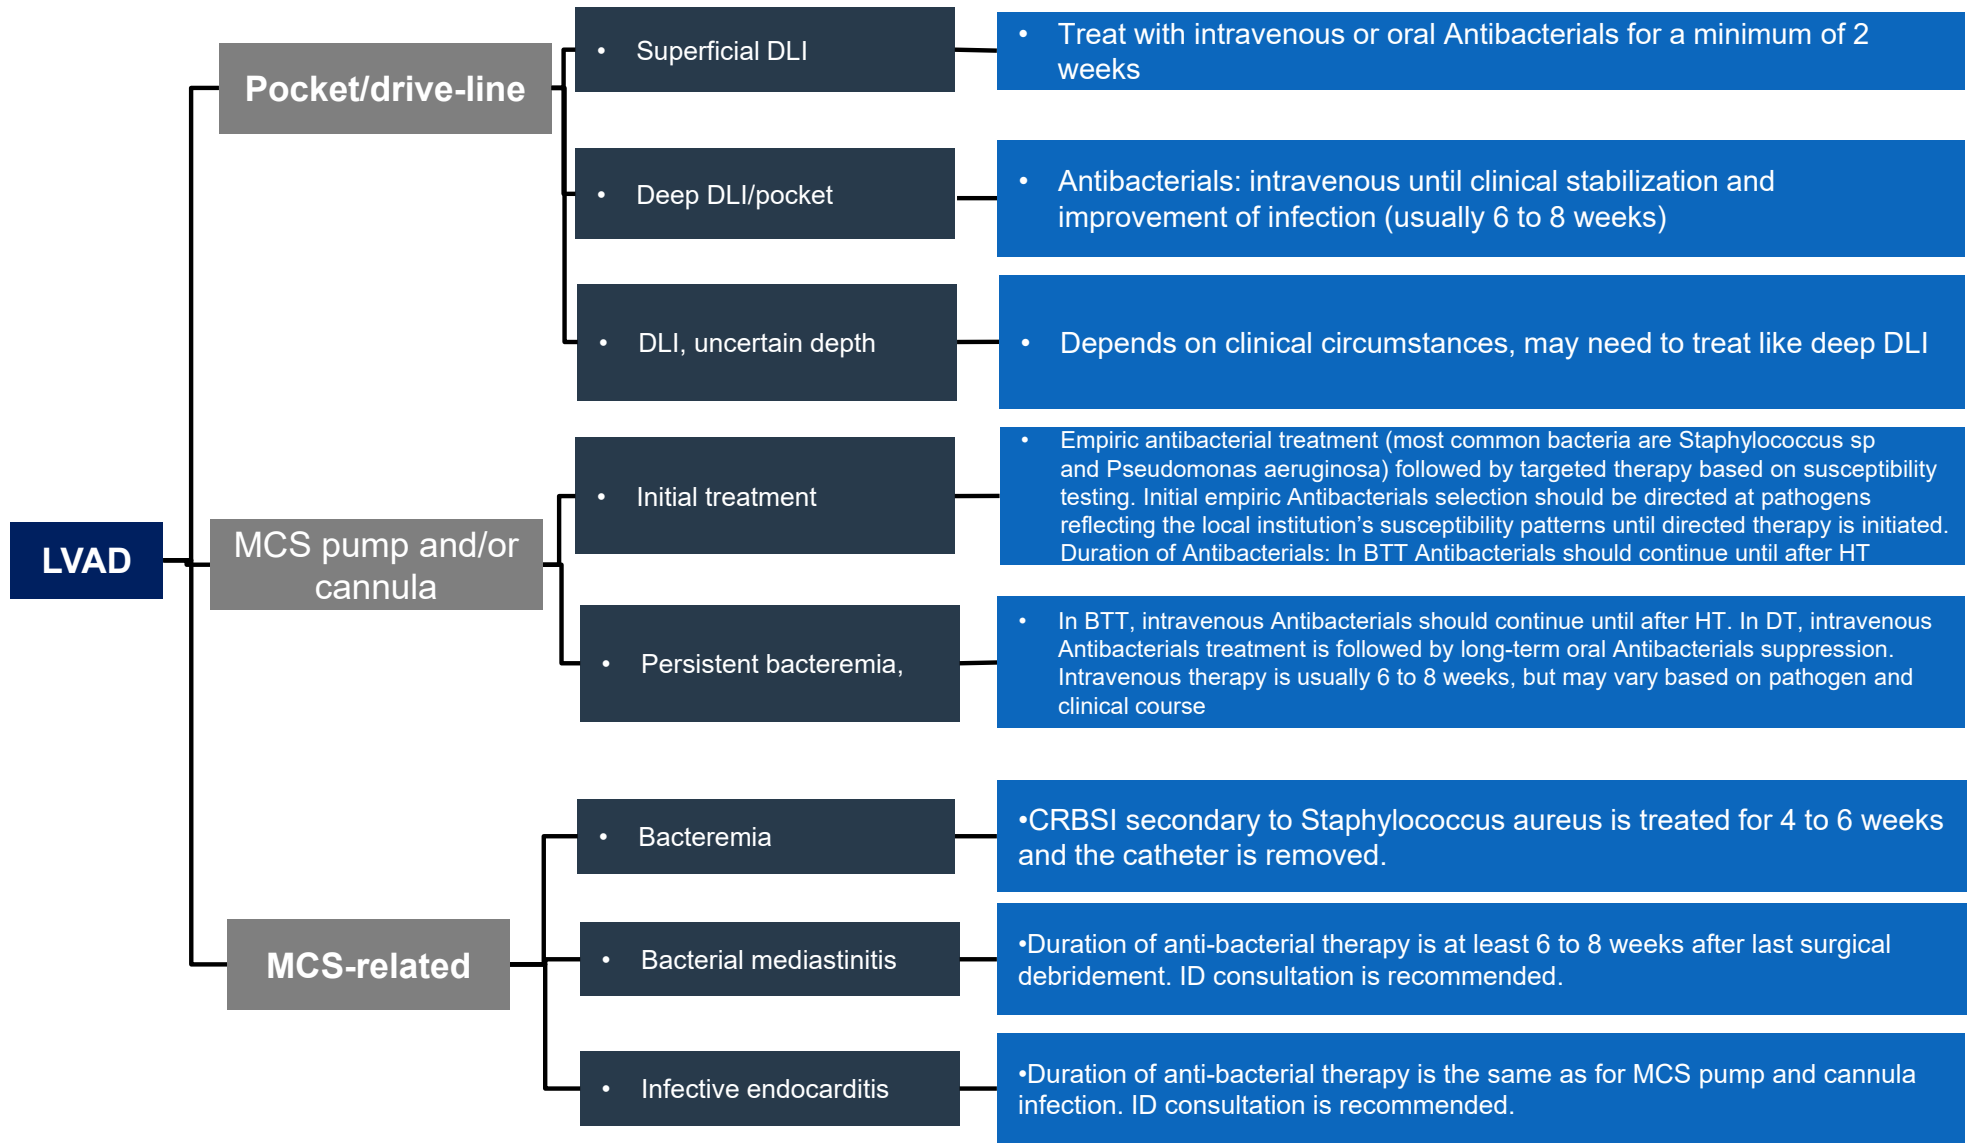 LVAD
Pocket/drive-line
• Superficial DLI
• Treat with intravenous or oral Antibacterials for a minimum of 2
weeks
• Deep DLI/pocket
• Antibacterials: intravenous until clinical stabilization and
improvement of infection (usually 6 to 8 weeks)
• DLI, uncertain depth
• Depends on clinical circumstances, may need to treat like deep DLI
MCS pump and/or
cannula
• Initial treatment
• Empiric antibacterial treatment (most common bacteria are Staphylococcus sp
and Pseudomonas aeruginosa) followed by targeted therapy based on susceptibility
testing. Initial empiric Antibacterials selection should be directed at pathogens
reflecting the local institution’s susceptibility patterns until directed therapy is initiated.
Duration of Antibacterials: In BTT Antibacterials should continue until after HT
• Persistent bacteremia,
• In BTT, intravenous Antibacterials should continue until after HT. In DT, intravenous
Antibacterials treatment is followed by long-term oral Antibacterials suppression.
Intravenous therapy is usually 6 to 8 weeks, but may vary based on pathogen and
clinical course
MCS-related
• Bacteremia
•CRBSI secondary to Staphylococcus aureus is treated for 4 to 6 weeks
and the catheter is removed.
• Bacterial mediastinitis
•Duration of anti-bacterial therapy is at least 6 to 8 weeks after last surgical
debridement. ID consultation is recommended.
• Infective endocarditis
•Duration of anti-bacterial therapy is the same as for MCS pump and cannula
infection. ID consultation is recommended.